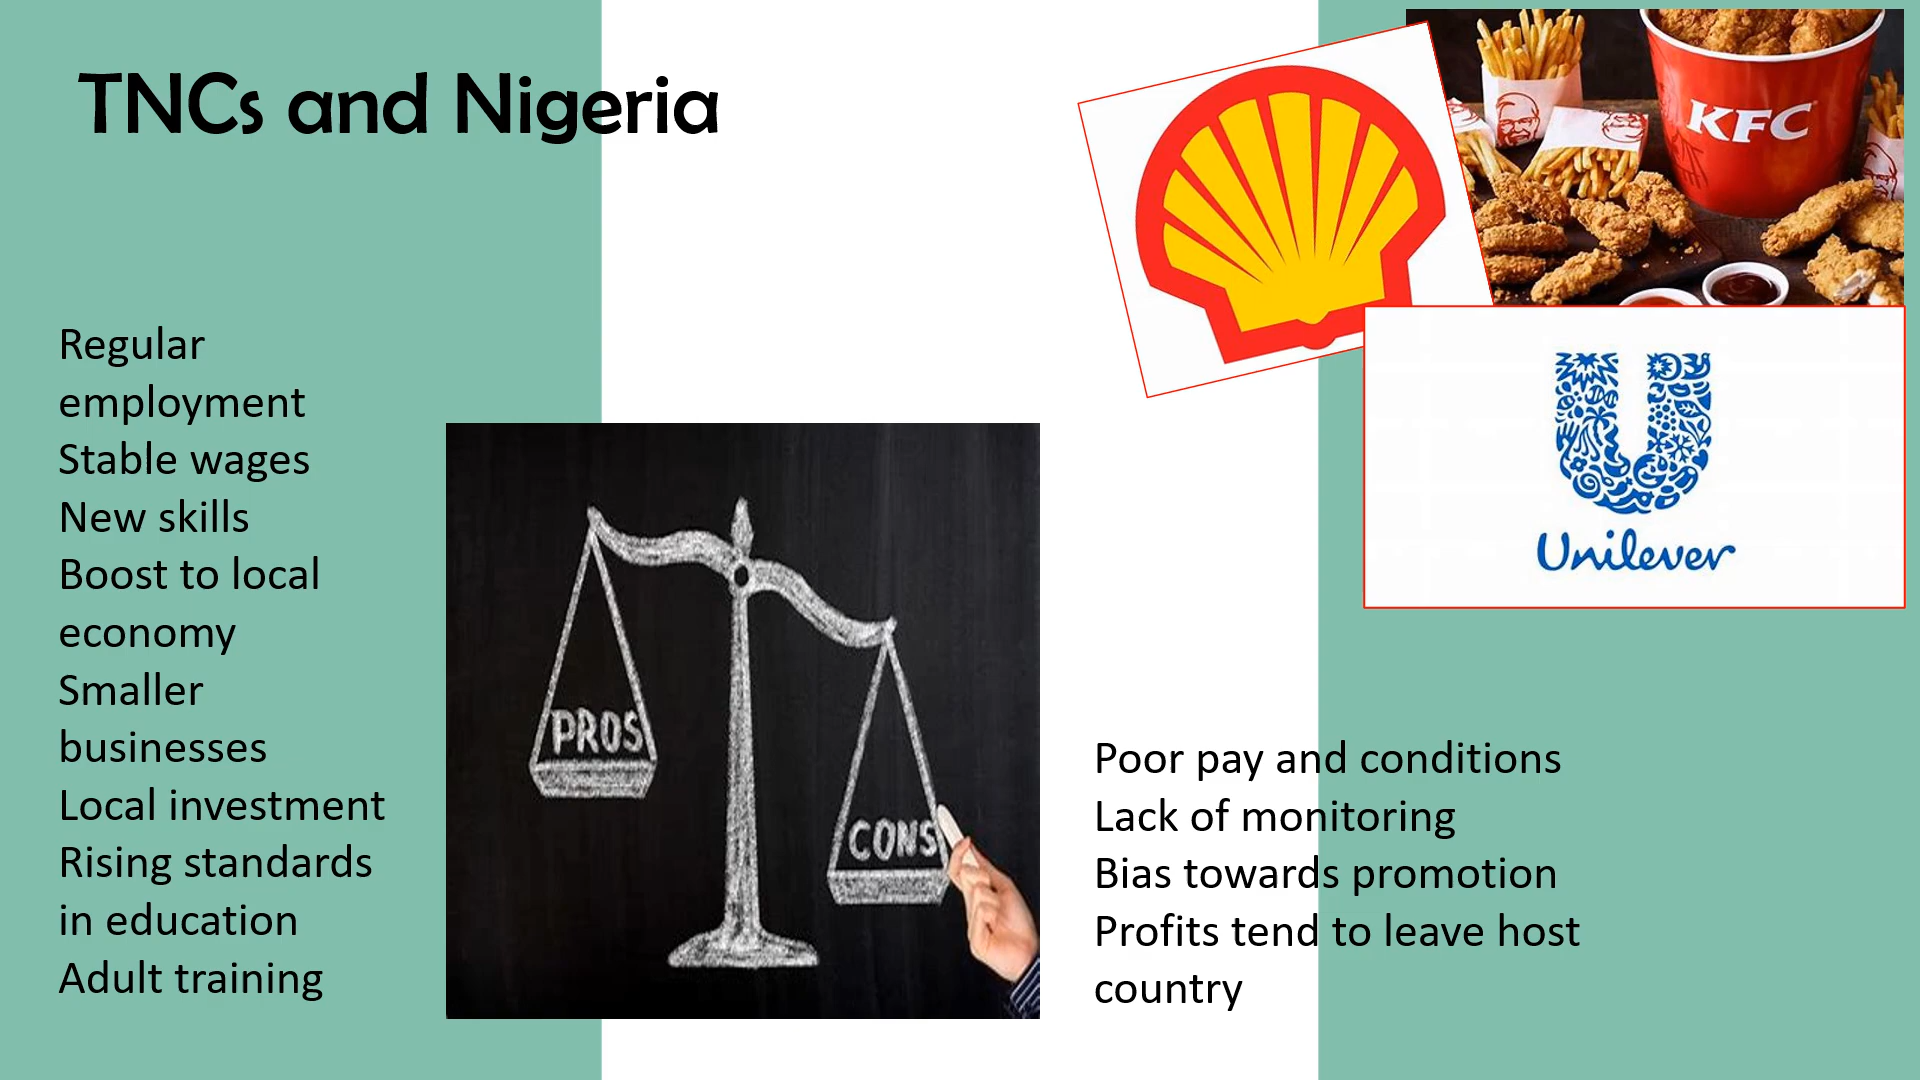 TNCs and Nigeria
KFC
Unilever
Regular
employment
Stable wages
New skills
Boost to local
economy
Smaller
businesses
Local investment
Rising standards
in education
Adult training
PROS
CONS
Poor pay and conditions
Lack of monitoring
Bias towards promotion
Profits tend to leave host
country